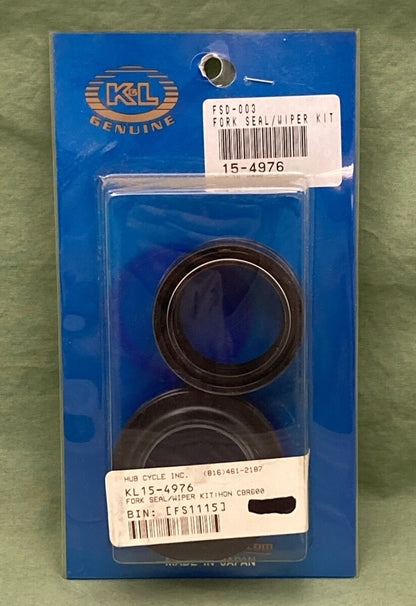 K&L
GENUINE
FSD-003
FORK SEAL/WIPER KIT
15-4976
HUB CYCLE INC. (816)461-2187
KL15-4976
FORK SEAL/WIPER KIT:HON CBR600
BIN: [FS1115]
.com
MADE IN JAPAN